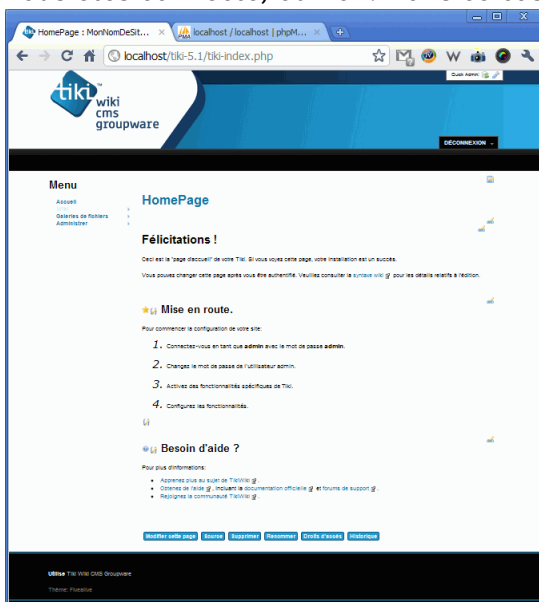 HomePage : MonNomDeSit...
localhost / localhost | phpM...
localhost/tiki-5.1/tiki-index.php
tiki
wiki
cms
groupware
DÉCONNEXION
Menu
Accueil
Galeries de fichiers
Administrer
HomePage
Félicitations !
Ceci est la "page d'accueil" de votre Tiki. Si vous voyez cette page, votre installation est un succès.
Vous pouvez changer cette page après vous être authentifié. Veuillez consulter la syntaxe wiki pour les détails relatifs à l'édition.
Mise en route.
Pour commencer la configuration de votre site:
1. Connectez-vous en tant que admin avec le mot de passe admin.
2. Changez le mot de passe de l'utilisateur admin.
3. Activez des fonctionnalités spécifiques de Tiki.
4. Configurez les fonctionnalités.
Besoin d'aide ?
Pour plus d'informations:
Apprenez plus au sujet de TikiWiki .
Obtenez de l'aide , incluant la documentation officielle et forums de support .
Rejoignez la communauté TikiWiki .
Modifier cette page Source Supprimer Renommer Droits d'accès Historique
Utilise Tiki Wiki CMS Groupware
Thème: Fivealive